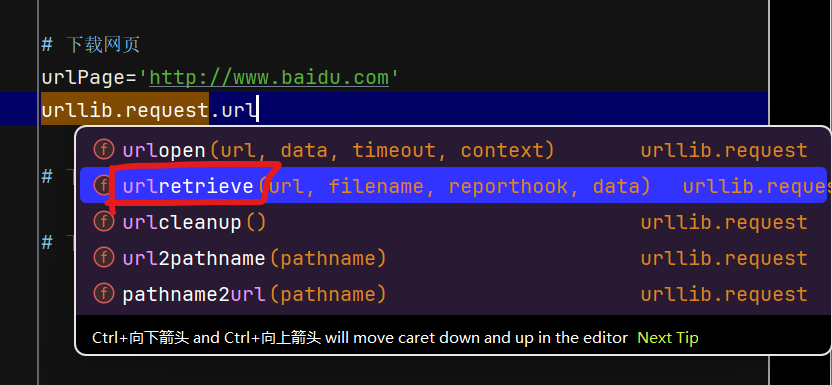 # 下载网页
urlPage='http://www.baidu.com'
urllib.request.url
urlopen(url, data, timeout, context) urllib.request
urlretrieve(url, filename, reporthook, data) urllib.reques
urlcleanup() urllib.request
url2pathname(pathname) urllib.request
pathname2url(pathname) urllib.request
Ctrl+向下箭头 and Ctrl+向上箭头 will move caret down and up in the editor Next Tip